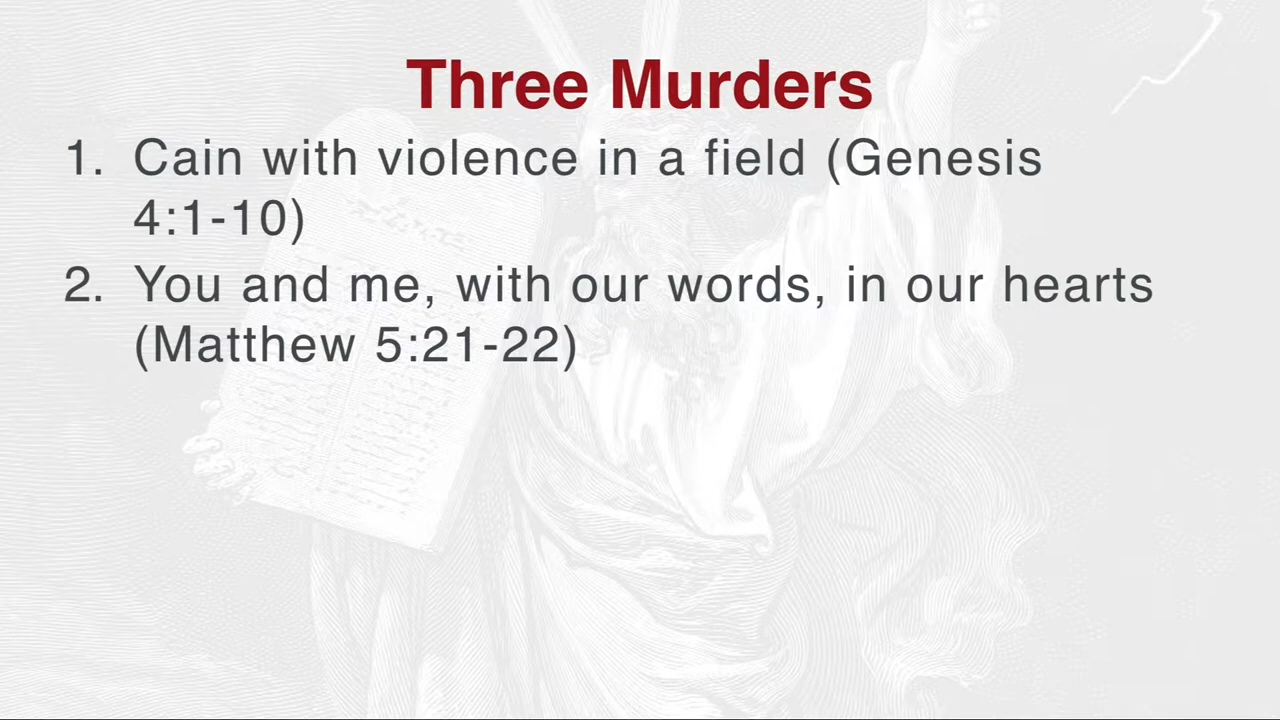 Three Murders
1. Cain with violence in a field (Genesis
4:1-10)
2. You and me, with our words, in our hearts
(Matthew 5:21-22)